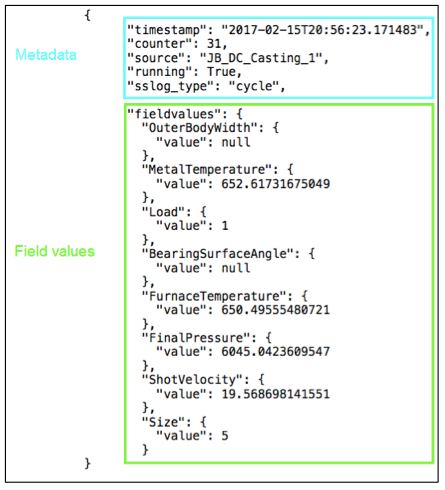 {
Metadata
"timestamp": "2017-02-15T20:56:23.171483",
"counter": 31,
"source": "JB_DC_Casting_1",
"running": True,
"sslog_type": "cycle",
Field values
"fieldvalues": {
"OuterBodyWidth": {
"value": null
},
"MetalTemperature": {
"value": 652.61731675049
},
"Load": {
"value": 1
},
"BearingSurfaceAngle": {
"value": null
},
"FurnaceTemperature": {
"value": 650.49555480721
},
"FinalPressure": {
"value": 6045.0423609547
},
"ShotVelocity": {
"value": 19.568698141551
},
"Size": {
"value": 5
}
}